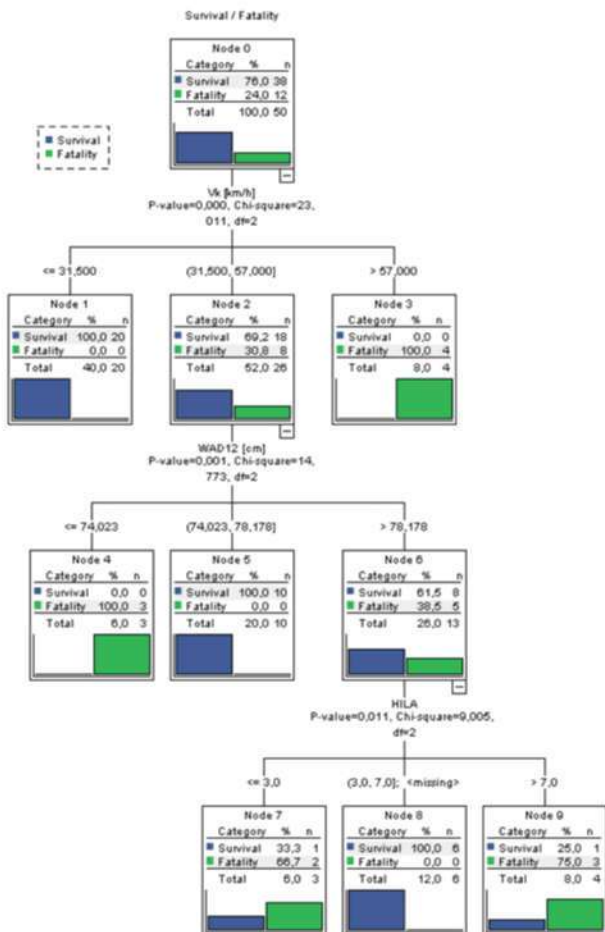 Survival / Fatality
Node 0
Category % n
Survival 76,0 38
Fatality 24,0 12
Total 100,0 50
Survival
Fatality
Vk [km/h]
P-value=0,000, Chi-square=23,
011, df=2
<= 31,500 (31,500, 57,000] > 57,000
Node 1
Category % n
Survival 100,0 20
Fatality 0,0 0
Total 40,0 20
Node 2
Category % n
Survival 69,2 18
Fatality 30,8 8
Total 52,0 26
Node 3
Category % n
Survival 0,0 0
Fatality 100,0 4
Total 8,0 4
WAD12 [cm]
P-value=0,001, Chi-square=14,
773, df=2
<= 74,023 (74,023, 78,178] > 78,178
Node 4
Category % n
Survival 0,0 0
Fatality 100,0 3
Total 6,0 3
Node 5
Category % n
Survival 100,0 10
Fatality 0,0 0
Total 20,0 10
Node 6
Category % n
Survival 61,5 8
Fatality 38,5 5
Total 26,0 13
HILA
P-value=0,011, Chi-square=9,005,
df=2
<= 3,0 (3,0, 7,0]; <missing> > 7,0
Node 7
Category % n
Survival 33,3 1
Fatality 66,7 2
Total 6,0 3
Node 8
Category % n
Survival 100,0 6
Fatality 0,0 0
Total 12,0 6
Node 9
Category % n
Survival 25,0 1
Fatality 75,0 3
Total 8,0 4